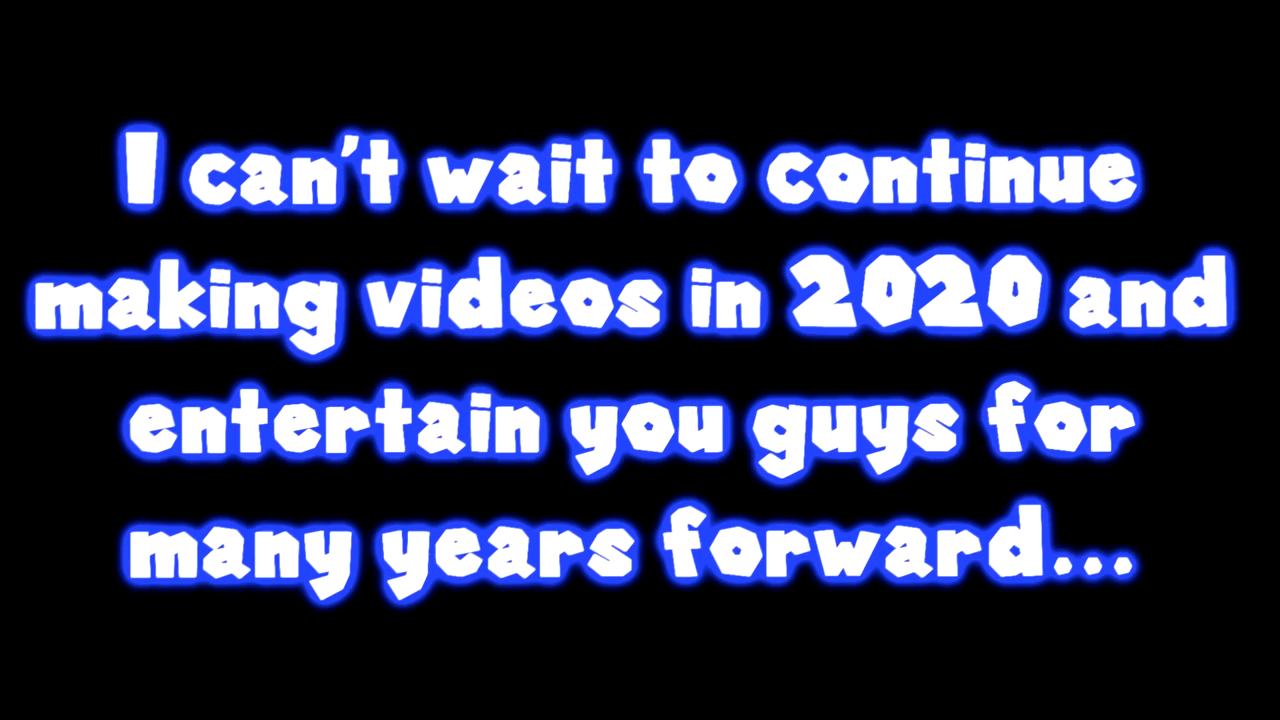 I can't wait to continue
making videos in 2020 and
entertain you guys for
many years forward...